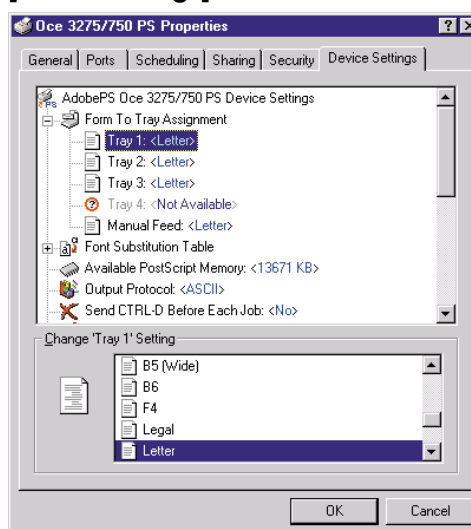 Oce 3275/750 PS Properties
General Ports Scheduling Sharing Security Device Settings
AdobePS Oce 3275/750 PS Device Settings
Form To Tray Assignment
Tray 1: <Letter>
Tray 2: <Letter>
Tray 3: <Letter>
Tray 4: <Not Available>
Manual Feed: <Letter>
Font Substitution Table
Available PostScript Memory: <13671 KB>
Output Protocol: <ASCII>
Send CTRL-D Before Each Job: <No>
Change 'Tray 1' Setting
B5 (Wide)
B6
F4
Legal
Letter
OK Cancel